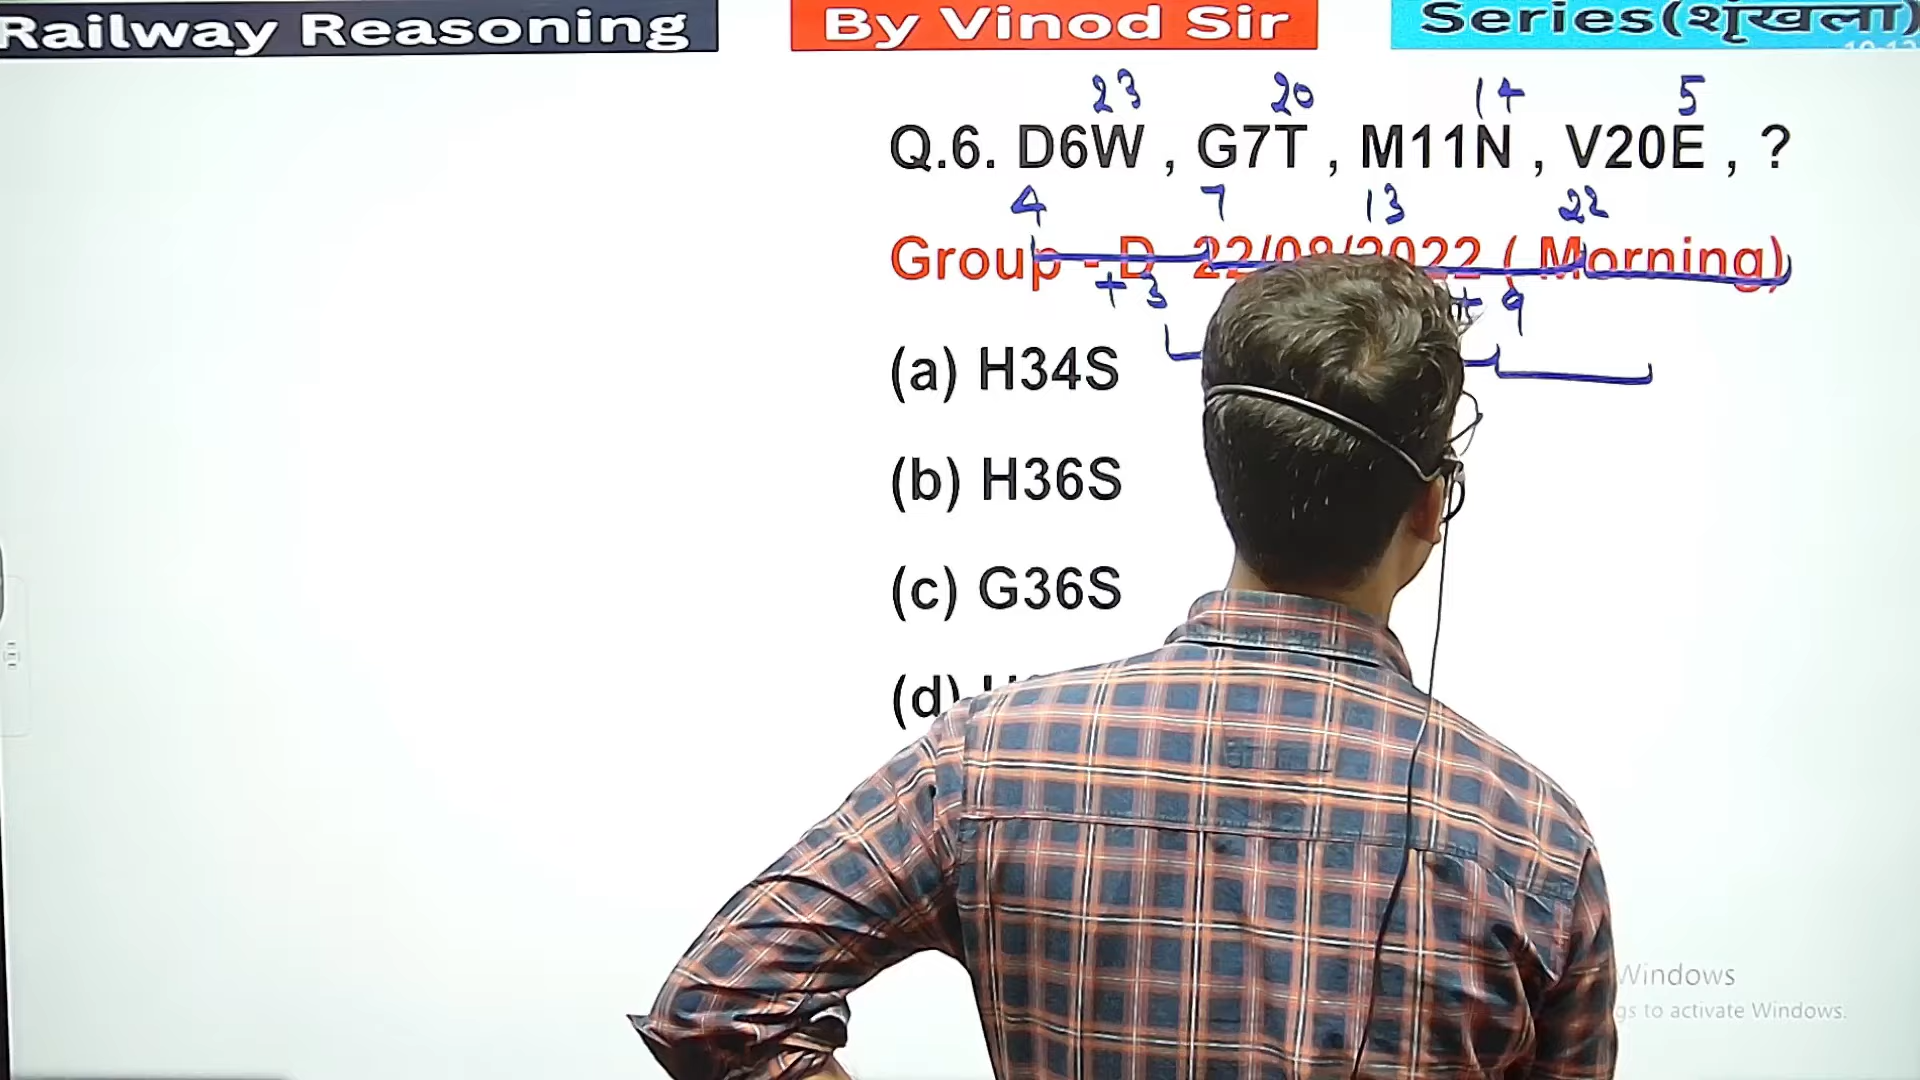 Railway Reasoning By Vinod Sir Series(शृंखला)
23 20 14 5
Q.6. D6W , G7T , M11N , V20E , ?
4 7 13 22
Group - D 22/08/2022 ( Morning)
+3 +9
(a) H34S
(b) H36S
(c) G36S
(d)
Windows
gs to activate Windows.